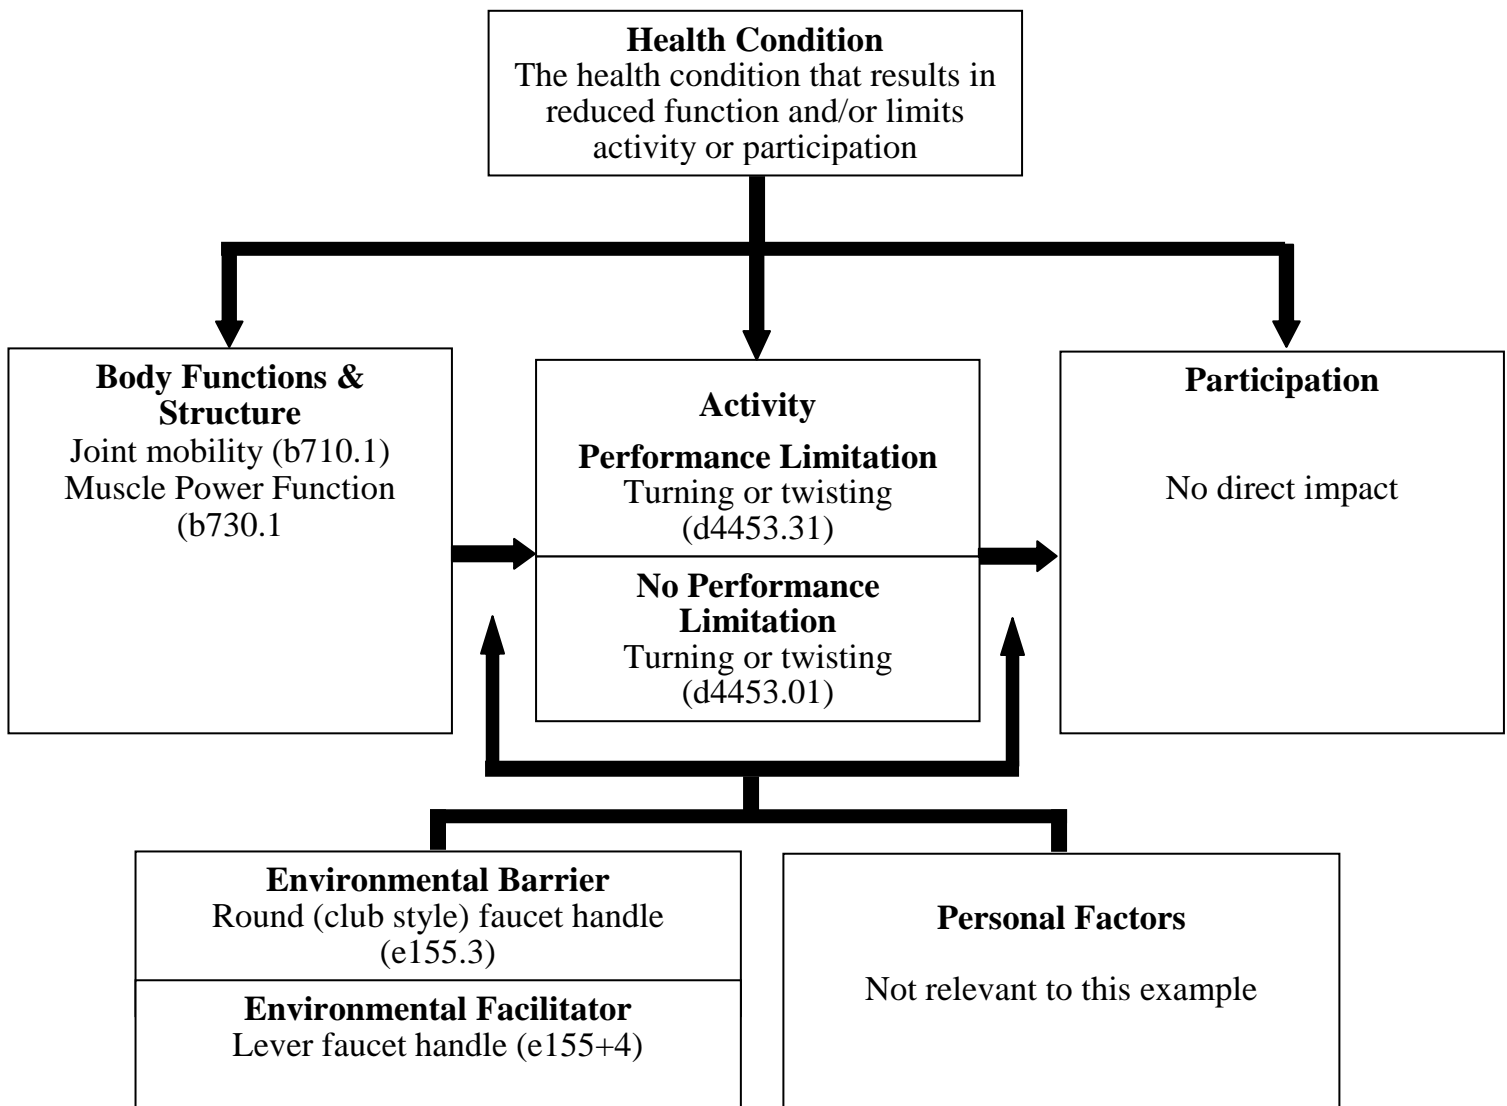 Health Condition
The health condition that results in
reduced function and/or limits
activity or participation
Body Functions &
Structure
Joint mobility (b710.1)
Muscle Power Function
(b730.1
Activity
Performance Limitation
Turning or twisting
(d4453.31)
No Performance
Limitation
Turning or twisting
(d4453.01)
Participation
No direct impact
Environmental Barrier
Round (club style) faucet handle
(e155.3)
Environmental Facilitator
Lever faucet handle (e155+4)
Personal Factors
Not relevant to this example